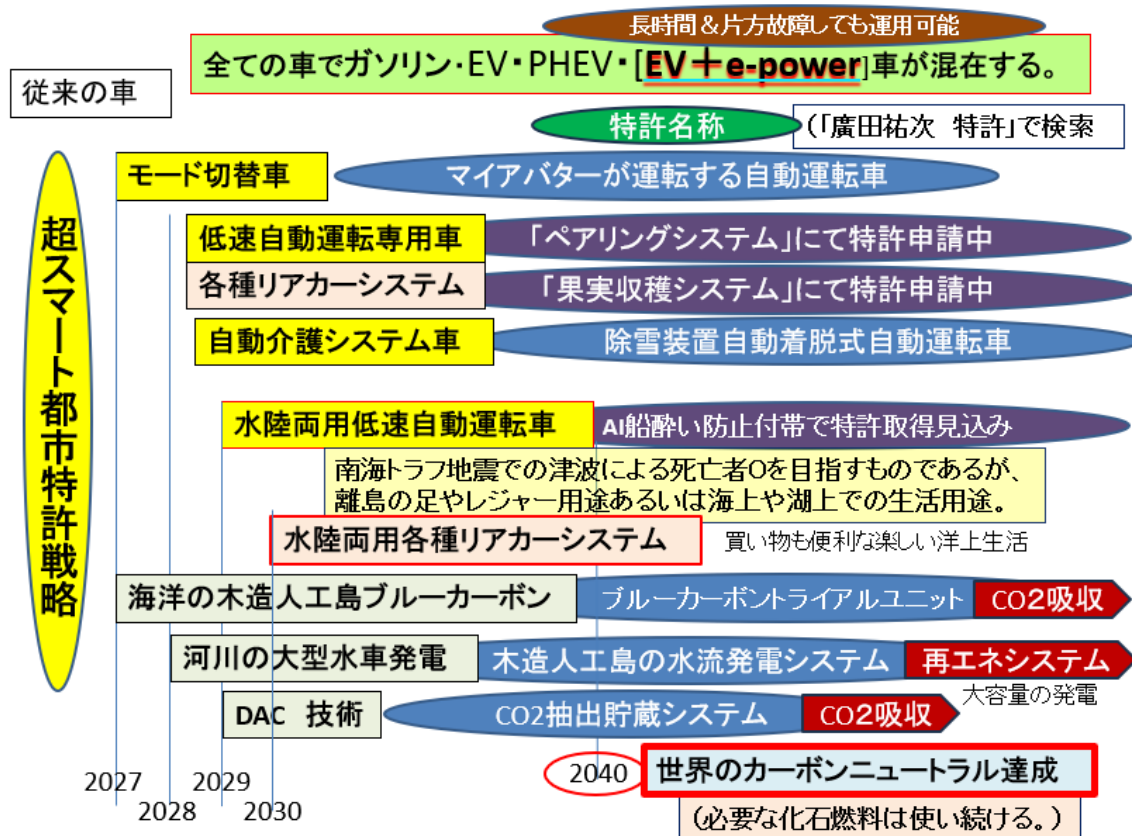 長時間＆片方故障しても運用可能
全ての車でガソリン・EV・PHEV・[EV＋e-power]車が混在する。
従来の車
特許名称
(「廣田祐次 特許」で検索
超スマート都市特許戦略
モード切替車
マイアバターが運転する自動運転車
低速自動運転専用車
「ペアリングシステム」にて特許申請中
各種リアカーシステム
「果実収穫システム」にて特許申請中
自動介護システム車
除雪装置自動着脱式自動運転車
水陸両用低速自動運転車
AI船酔い防止付帯で特許取得見込み
南海トラフ地震での津波による死亡者0を目指すものであるが、
離島の足やレジャー用途あるいは海上や湖上での生活用途。
水陸両用各種リアカーシステム
買い物も便利な楽しい洋上生活
海洋の木造人工島ブルーカーボン
ブルーカーボントライアルユニット
CO2吸収
河川の大型水車発電
木造人工島の水流発電システム
再エネシステム
大容量の発電
DAC 技術
CO2抽出貯蔵システム
CO2吸収
2027
2028
2029
2030
2040
世界のカーボンニュートラル達成
(必要な化石燃料は使い続ける。)